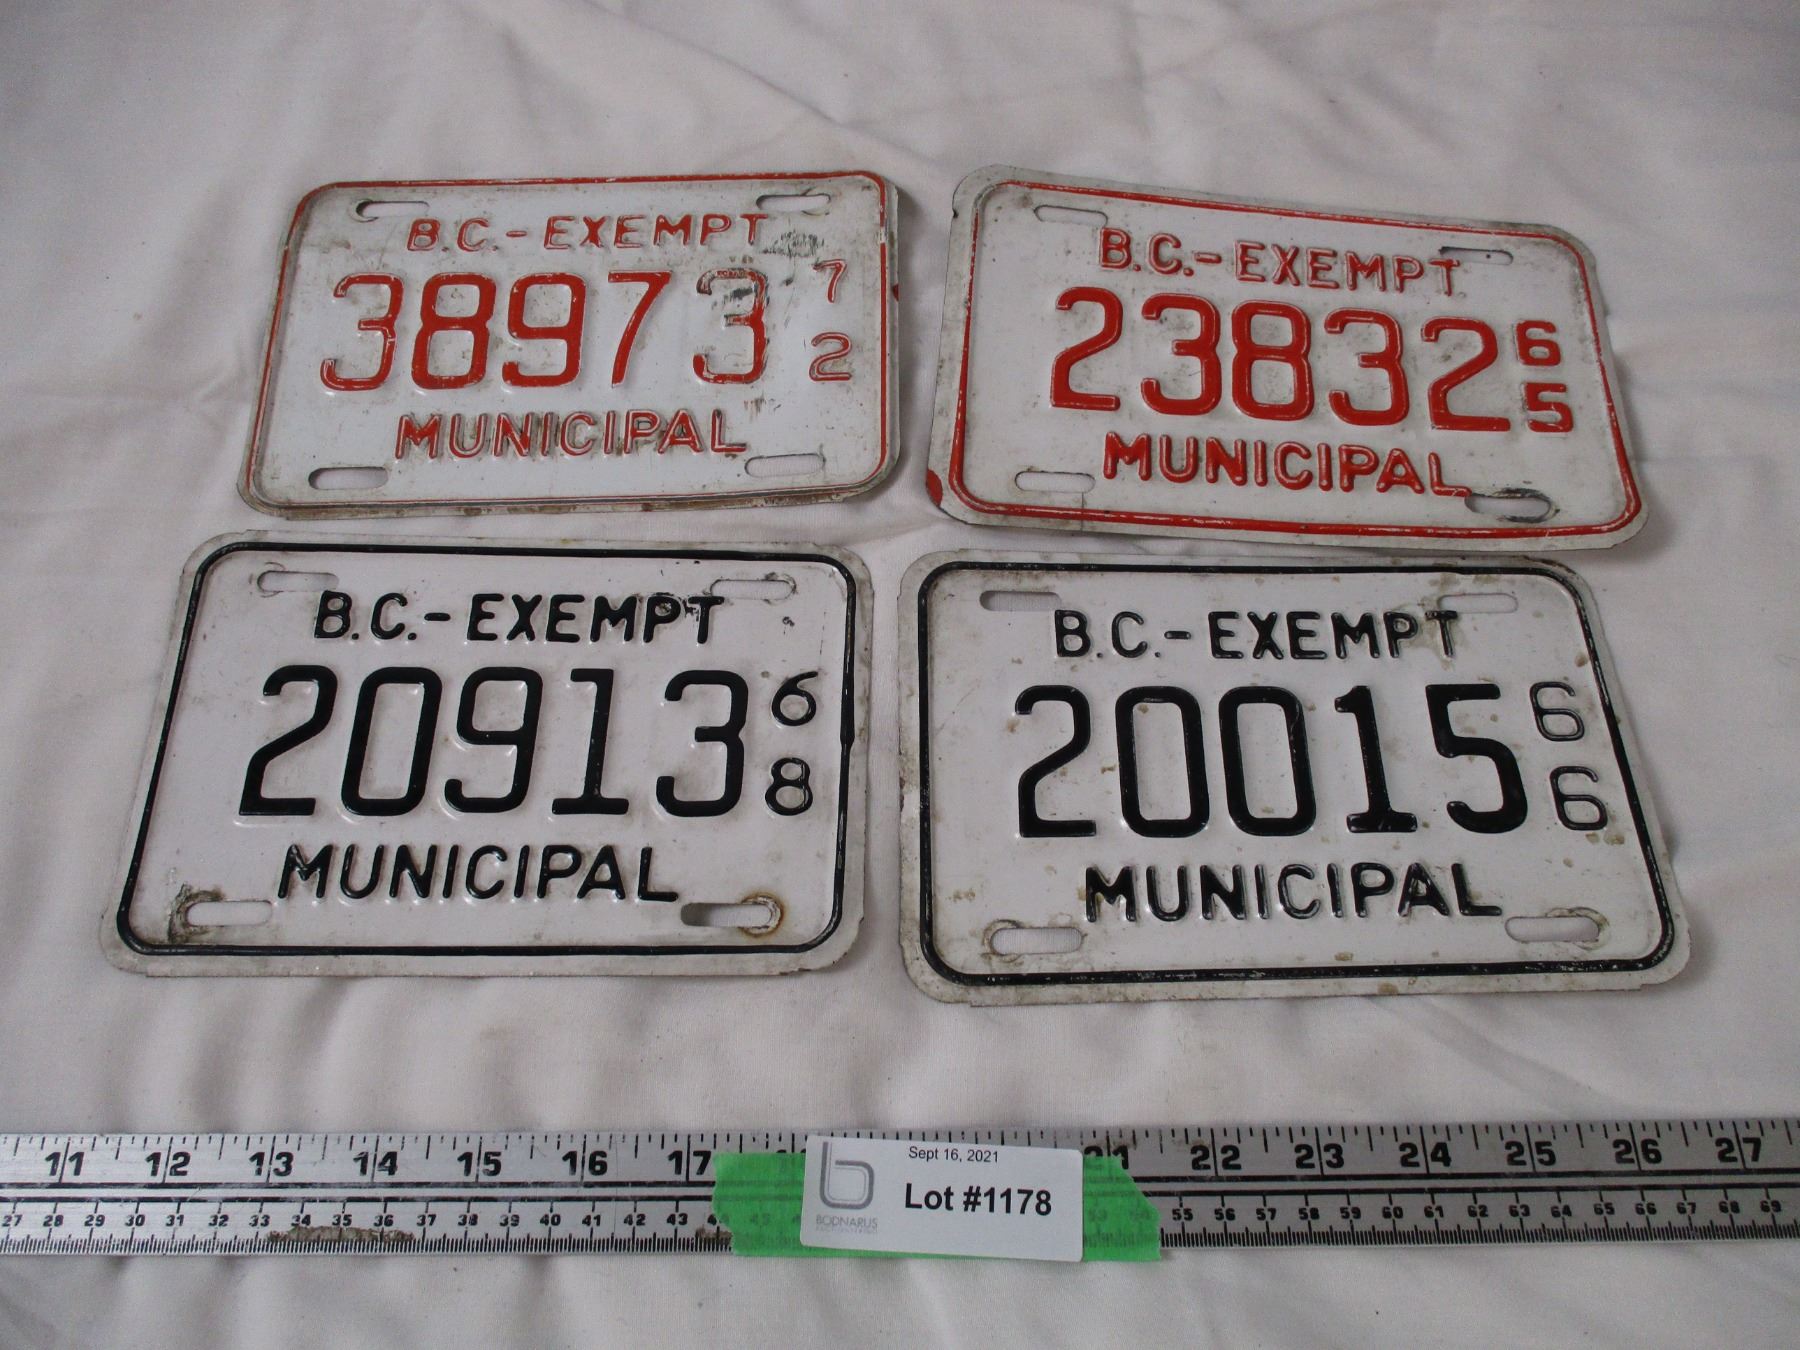 B.C.-EXEMPT
38973 72
MUNICIPAL
B.C.-EXEMPT
23832 65
MUNICIPAL
B.C.-EXEMPT
20913 68
MUNICIPAL
B.C.-EXEMPT
20015 66
MUNICIPAL
11 12 13 14 15 16 17 21 22 23 24 25 26 27
Sept 16, 2021
Lot #1178
BODNARUS
27 28 29 30 31 32 33 34 35 36 37 38 39 40 41 42 43 55 56 57 58 59 60 61 62 63 64 65 66 67 68 69